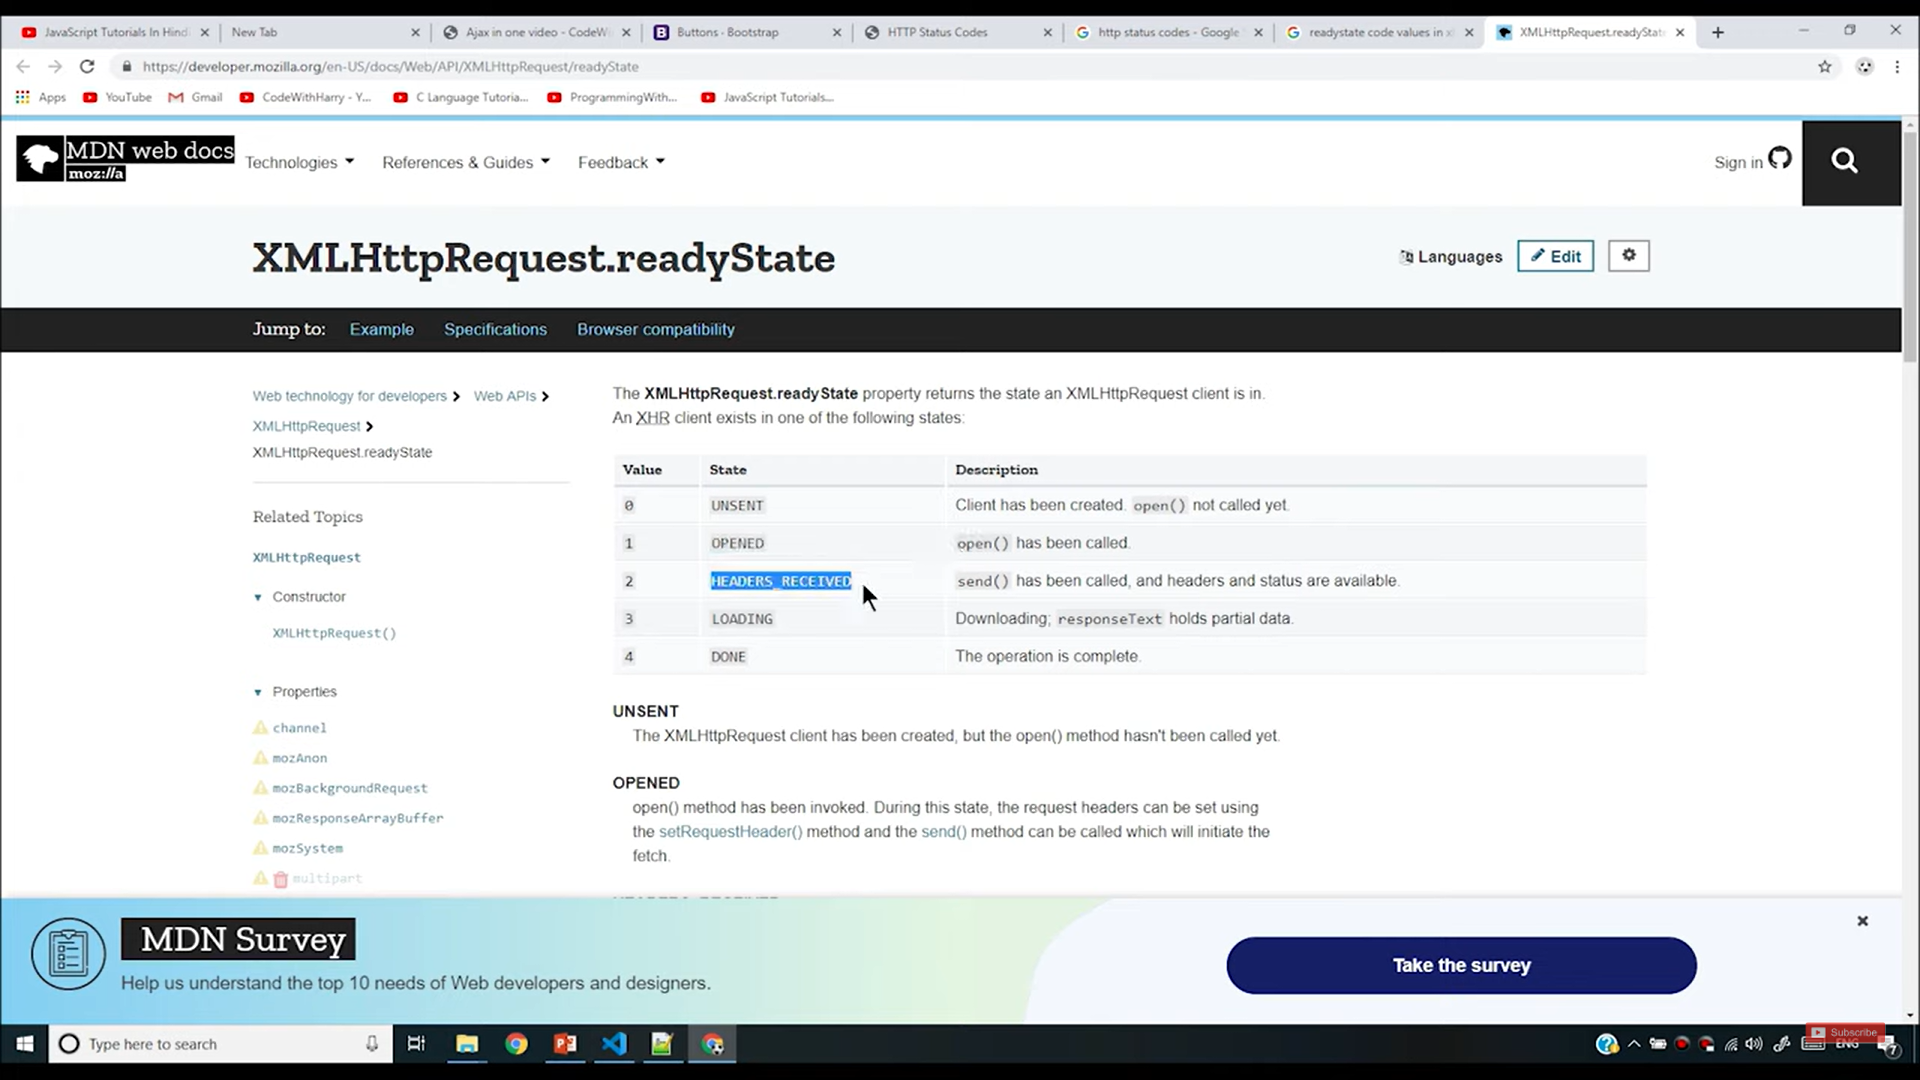 JavaScript Tutorials In Hindi
New Tab
Ajax in one video - CodeWi
Buttons · Bootstrap
HTTP Status Codes
http status codes - Google
readystate code values in x
XMLHttpRequest.readyState
https://developer.mozilla.org/en-US/docs/Web/API/XMLHttpRequest/readyState
Apps
YouTube
Gmail
CodeWithHarry - Y...
C Language Tutoria...
ProgrammingWith...
JavaScript Tutorials...
MDN web docs
moz://a
Technologies
References & Guides
Feedback
Sign in
XMLHttpRequest.readyState
Languages
Edit
Jump to:
Example
Specifications
Browser compatibility
Web technology for developers
Web APIs
XMLHttpRequest
XMLHttpRequest.readyState
Related Topics
XMLHttpRequest
Constructor
XMLHttpRequest()
Properties
channel
mozAnon
mozBackgroundRequest
mozResponseArrayBuffer
mozSystem
multipart
The XMLHttpRequest.readyState property returns the state an XMLHttpRequest client is in.
An XHR client exists in one of the following states:
Value State Description
0 UNSENT Client has been created. open() not called yet.
1 OPENED open() has been called.
2 HEADERS_RECEIVED send() has been called, and headers and status are available.
3 LOADING Downloading; responseText holds partial data.
4 DONE The operation is complete.
UNSENT
The XMLHttpRequest client has been created, but the open() method hasn't been called yet.
OPENED
open() method has been invoked. During this state, the request headers can be set using
the setRequestHeader() method and the send() method can be called which will initiate the
fetch.
MDN Survey
Help us understand the top 10 needs of Web developers and designers.
Take the survey
Type here to search
Subscribe
ENG
7